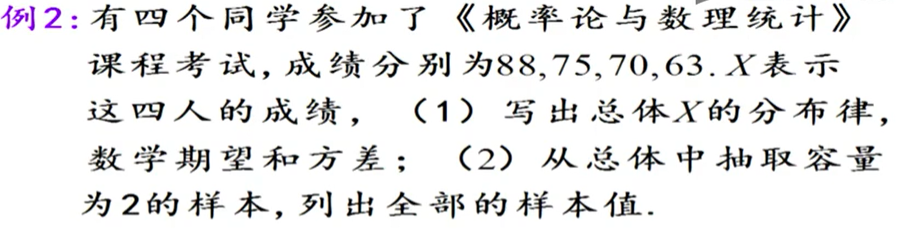 例2:有四个同学参加了《概率论与数理统计》
课程考试,成绩分别为88,75,70,63.X表示
这四人的成绩，（1）写出总体X的分布律，
数学期望和方差；（2）从总体中抽取容量
为2的样本,列出全部的样本值.